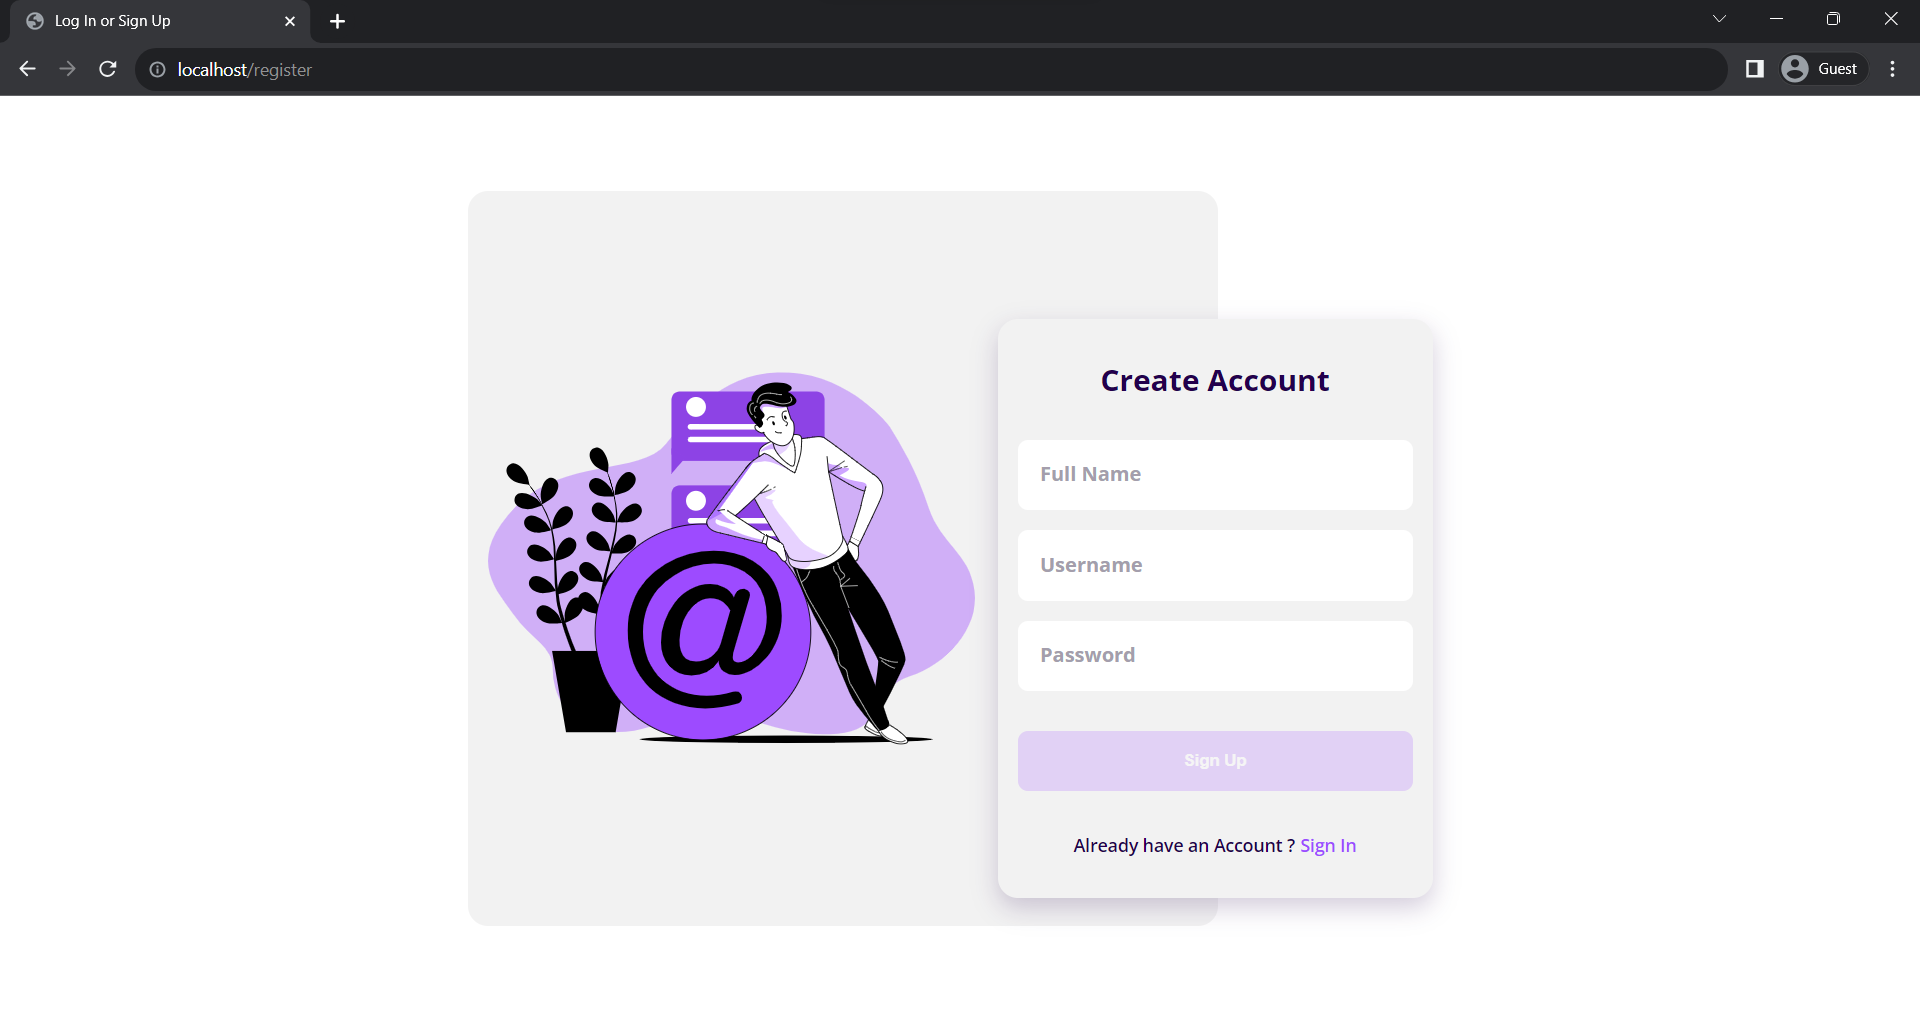 Log In or Sign Up
localhost/register
Guest
Create Account
Full Name
Username
Password
Sign Up
Already have an Account ? Sign In
@